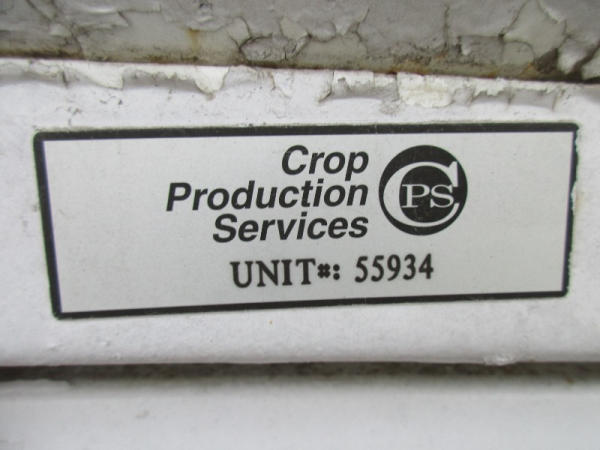 Crop
Production
Services
CPS
UNIT#: 55934